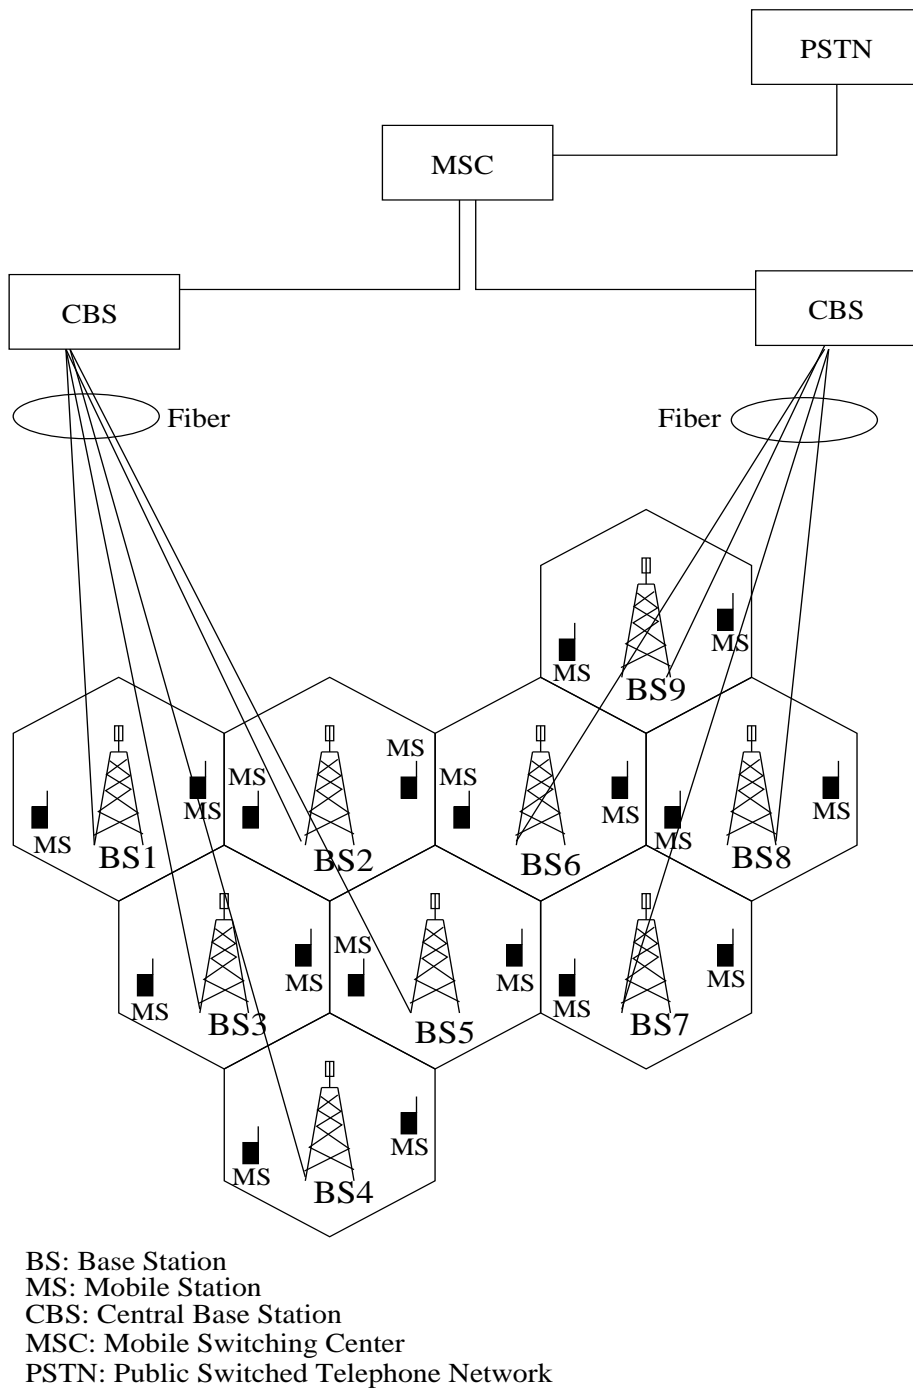 PSTN
MSC
CBS
CBS
Fiber
Fiber
MS
MS
BS9
MS
MS
MS
MS
MS
MS
MS
MS
BS1
BS2
BS6
BS8
MS
MS
MS
MS
MS
MS
BS3
BS5
BS7
MS
MS
BS4
BS: Base Station
MS: Mobile Station
CBS: Central Base Station
MSC: Mobile Switching Center
PSTN: Public Switched Telephone Network